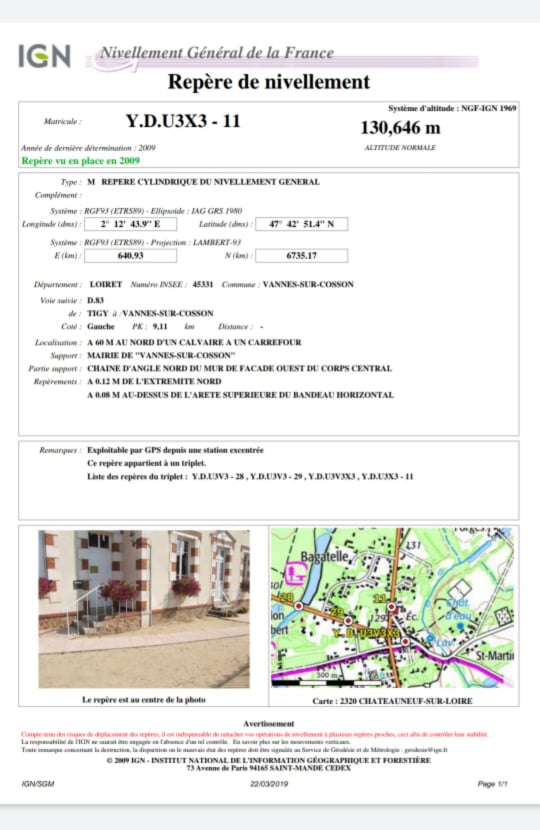 IGN Nivellement Général de la France
Repère de nivellement
Système d'altitude : NGF-IGN 1969
Matricule : Y.D.U3X3 - 11
130,646 m
Année de dernière détermination : 2009
ALTITUDE NORMALE
Repère vu en place en 2009
Type : M REPERE CYLINDRIQUE DU NIVELLEMENT GENERAL
Complément :
Système : RGF93 (ETRS89) - Ellipsoïde : IAG GRS 1980
Longitude (dms) : 2° 12' 43.9'' E Latitude (dms) : 47° 42' 51.4'' N
Système : RGF93 (ETRS89) - Projection : LAMBERT-93
E (km) : 640.93 N (km) : 6735.17
Département : LOIRET Numéro INSEE : 45331 Commune : VANNES-SUR-COSSON
Voie suivie : D.83
de : TIGY à : VANNES-SUR-COSSON
Coté : Gauche PK : 9,11 km Distance : -
Localisation : A 60 M AU NORD D'UN CALVAIRE A UN CARREFOUR
Support : MAIRIE DE "VANNES-SUR-COSSON"
Partie support : CHAINE D'ANGLE NORD DU MUR DE FACADE OUEST DU CORPS CENTRAL
Repèrements : A 0.12 M DE L'EXTREMITE NORD
A 0.08 M AU-DESSUS DE L'ARETE SUPERIEURE DU BANDEAU HORIZONTAL
Remarques : Exploitable par GPS depuis une station excentrée
Ce repère appartient à un triplet.
Liste des repères du triplet : Y.D.U3V3 - 28 , Y.D.U3V3 - 29 , Y.D.U3V3X3 , Y.D.U3X3 - 11
131
Bagatelle
28
29
11
129
Éc.
Chât.
d'eau
Y. D. U3V3X3
Lav.
St-Marti
500 m
Le repère est au centre de la photo
Carte : 2320 CHATEAUNEUF-SUR-LOIRE
Avertissement
Compte-tenu des risques de déplacement des repères, il est indispensable de rattacher vos opérations de nivellement à plusieurs repères proches, ceci afin de contrôler leur stabilité.
La responsabilité de l'IGN ne saurait être engagée en l'absence d'un tel contrôle. En savoir plus sur les mouvements verticaux.
Toute remarque concernant la destruction, la disparition ou le mauvais état des repères doit être signalée au Service de Géodésie et de Métrologie : geodesie@ign.fr
© 2009 IGN - INSTITUT NATIONAL DE L'INFORMATION GÉOGRAPHIQUE ET FORESTIÈRE
73 Avenue de Paris 94165 SAINT-MANDE CEDEX
IGN/SGM 22/03/2019 Page 1/1